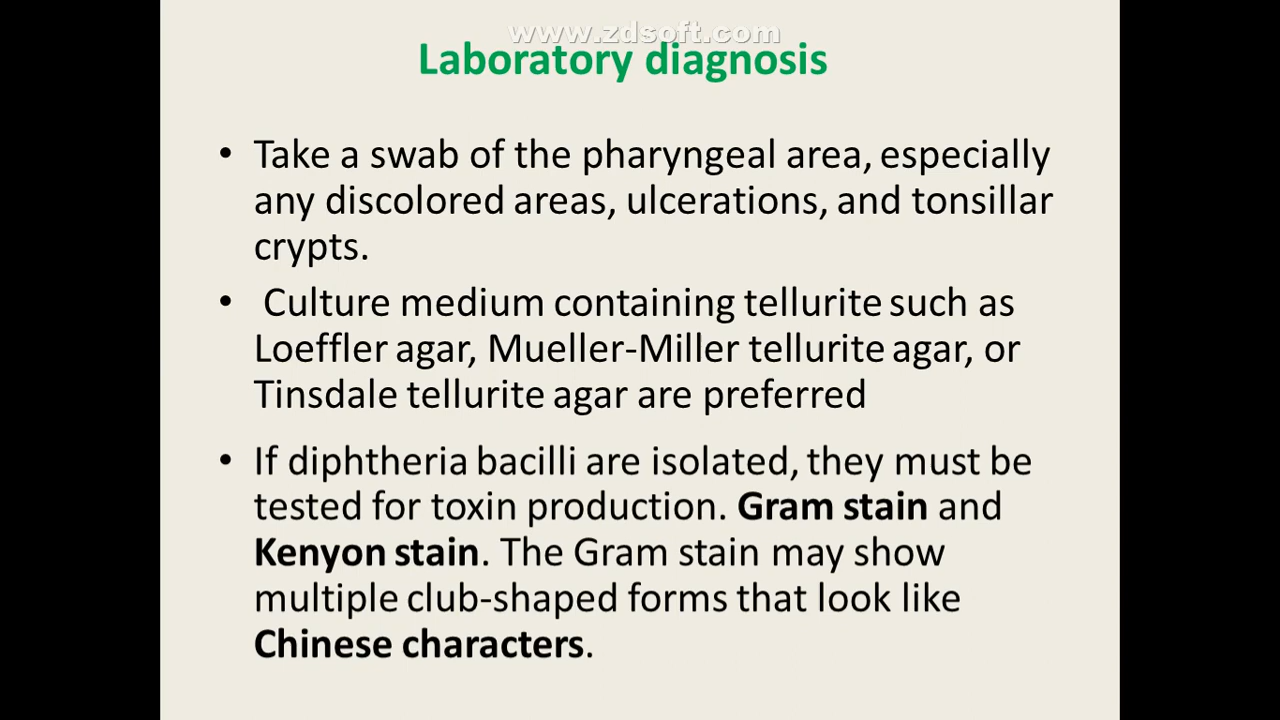 www.zdsoft.com
Laboratory diagnosis
• Take a swab of the pharyngeal area, especially
any discolored areas, ulcerations, and tonsillar
crypts.
• Culture medium containing tellurite such as
Loeffler agar, Mueller-Miller tellurite agar, or
Tinsdale tellurite agar are preferred
• If diphtheria bacilli are isolated, they must be
tested for toxin production. Gram stain and
Kenyon stain. The Gram stain may show
multiple club-shaped forms that look like
Chinese characters.